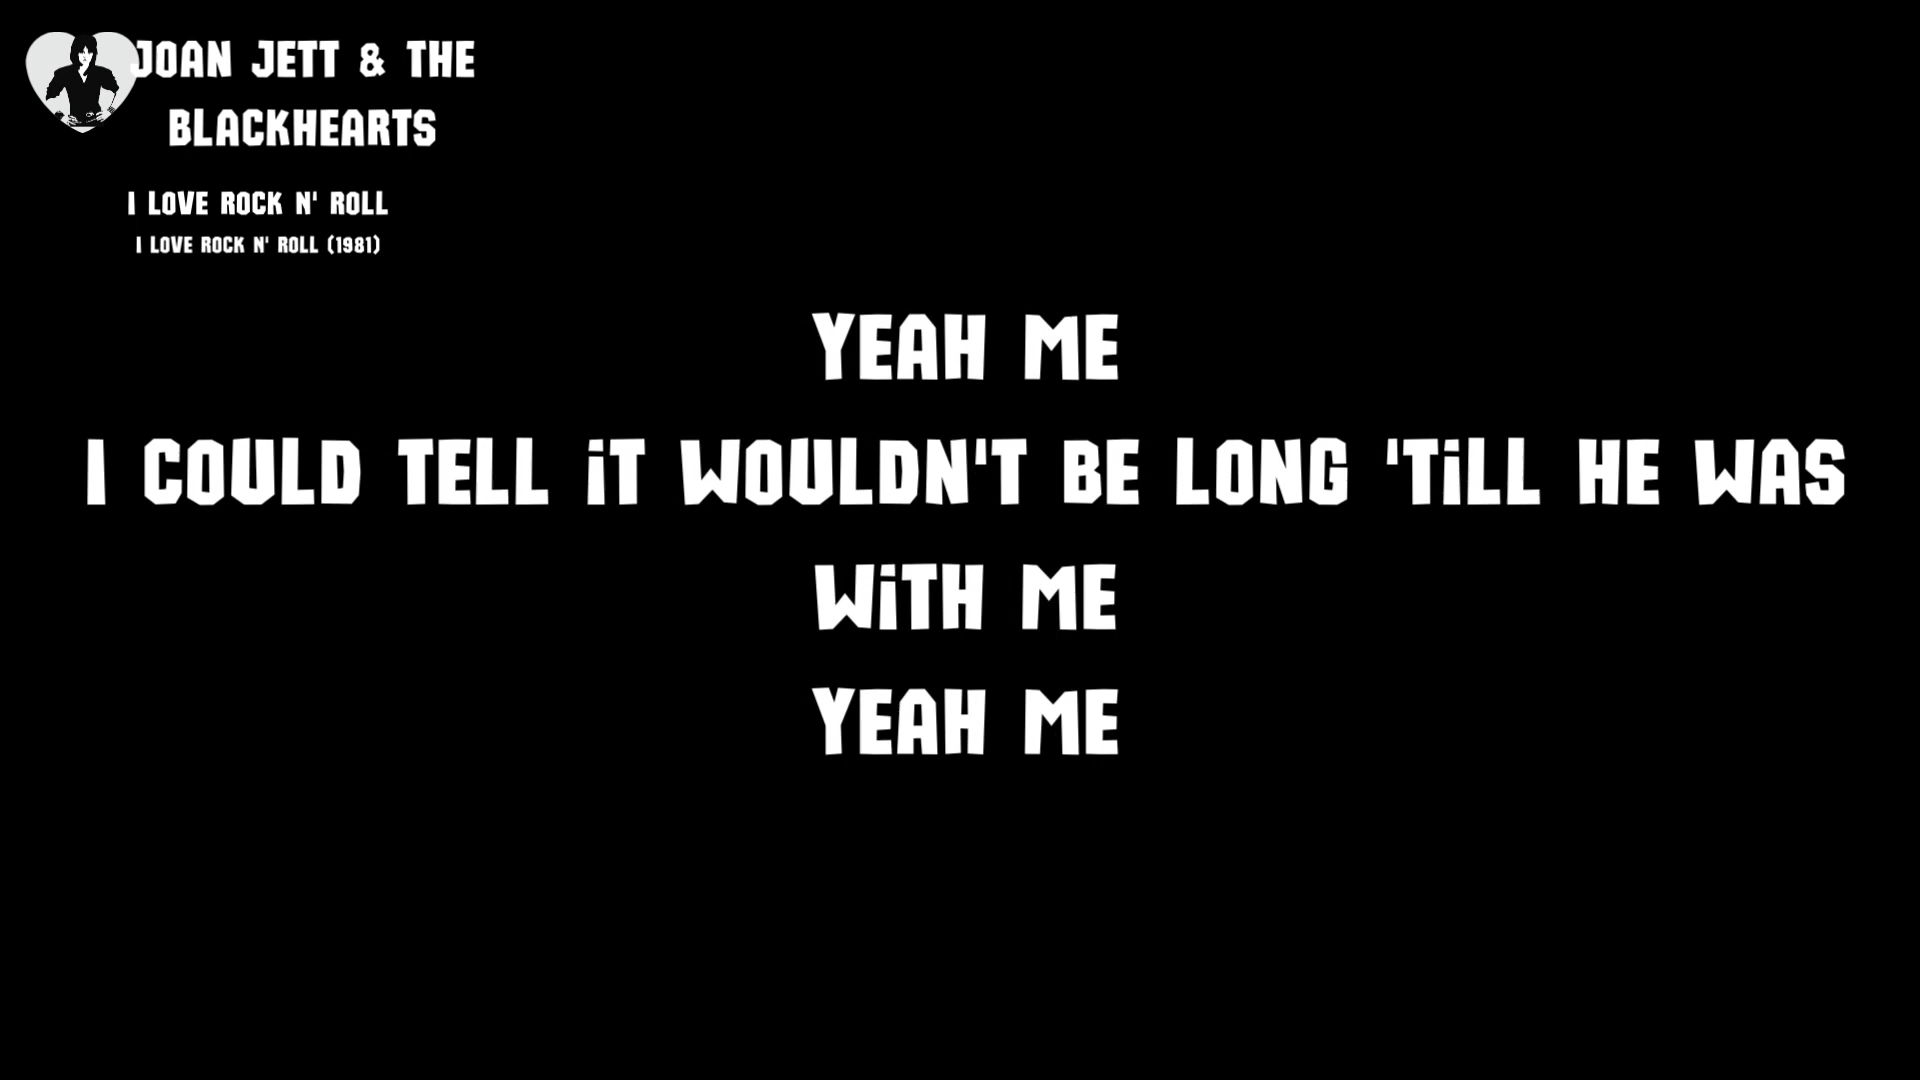 JOAN JETT & THE
BLACKHEARTS
I LOVE ROCK N' ROLL
I LOVE ROCK N' ROLL (1981)
YEAH ME
I COULD TELL iT WOULDN'T BE LONG 'TiLL HE WAS
WiTH ME
YEAH ME